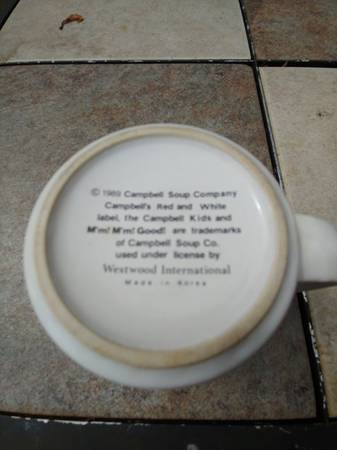 © 1989 Campbell Soup Company
Campbell's Red and White
label, the Campbell Kids and
M'm! M'm! Good! are trademarks
of Campbell Soup Co.
used under license by
Westwood International
Made in Korea